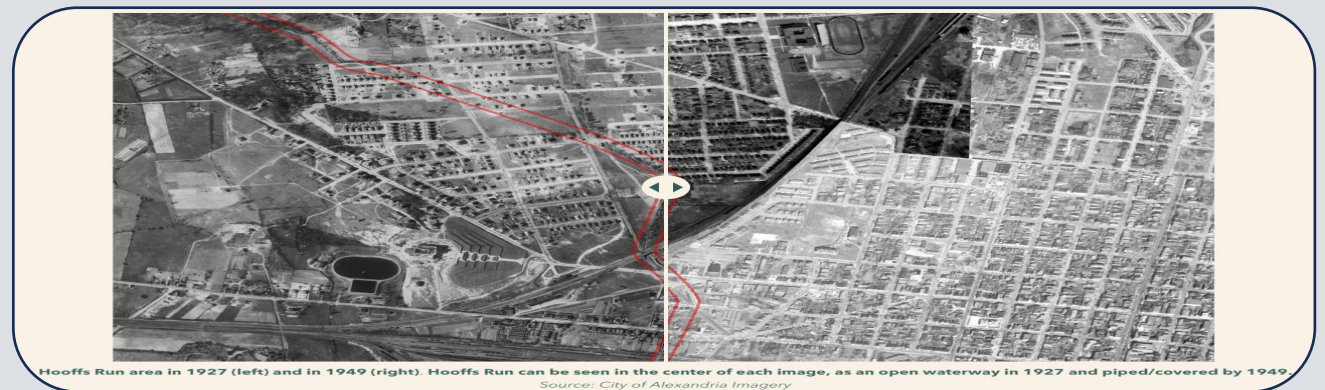 Hooffs Run area in 1927 (left) and in 1949 (right). Hooffs Run can be seen in the center of each image, as an open waterway in 1927 and piped/covered by 1949.
Source: City of Alexandria Imagery